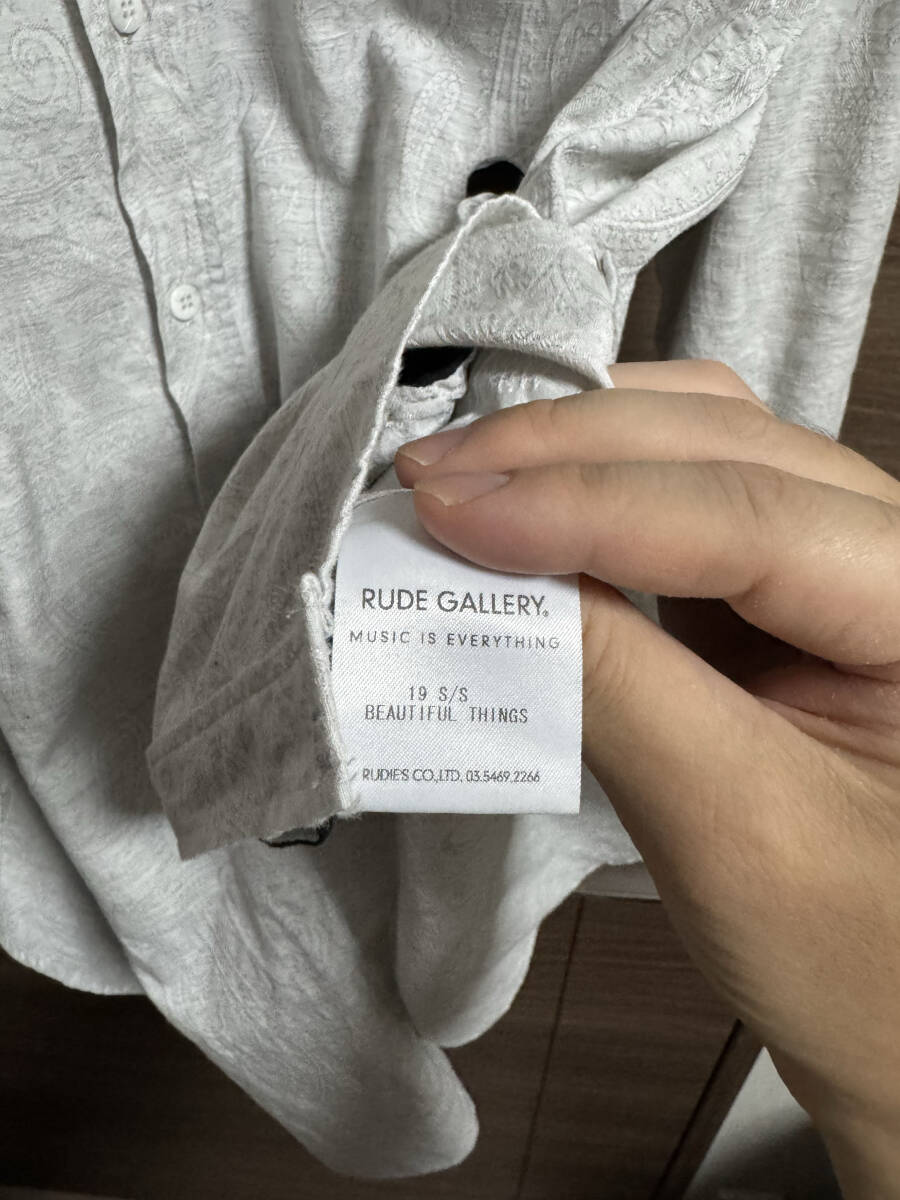 RUDE GALLERY.
MUSIC IS EVERYTHING
19 S/S
BEAUTIFUL THINGS
RUDIE'S CO.,LTD. 03.5469.2266